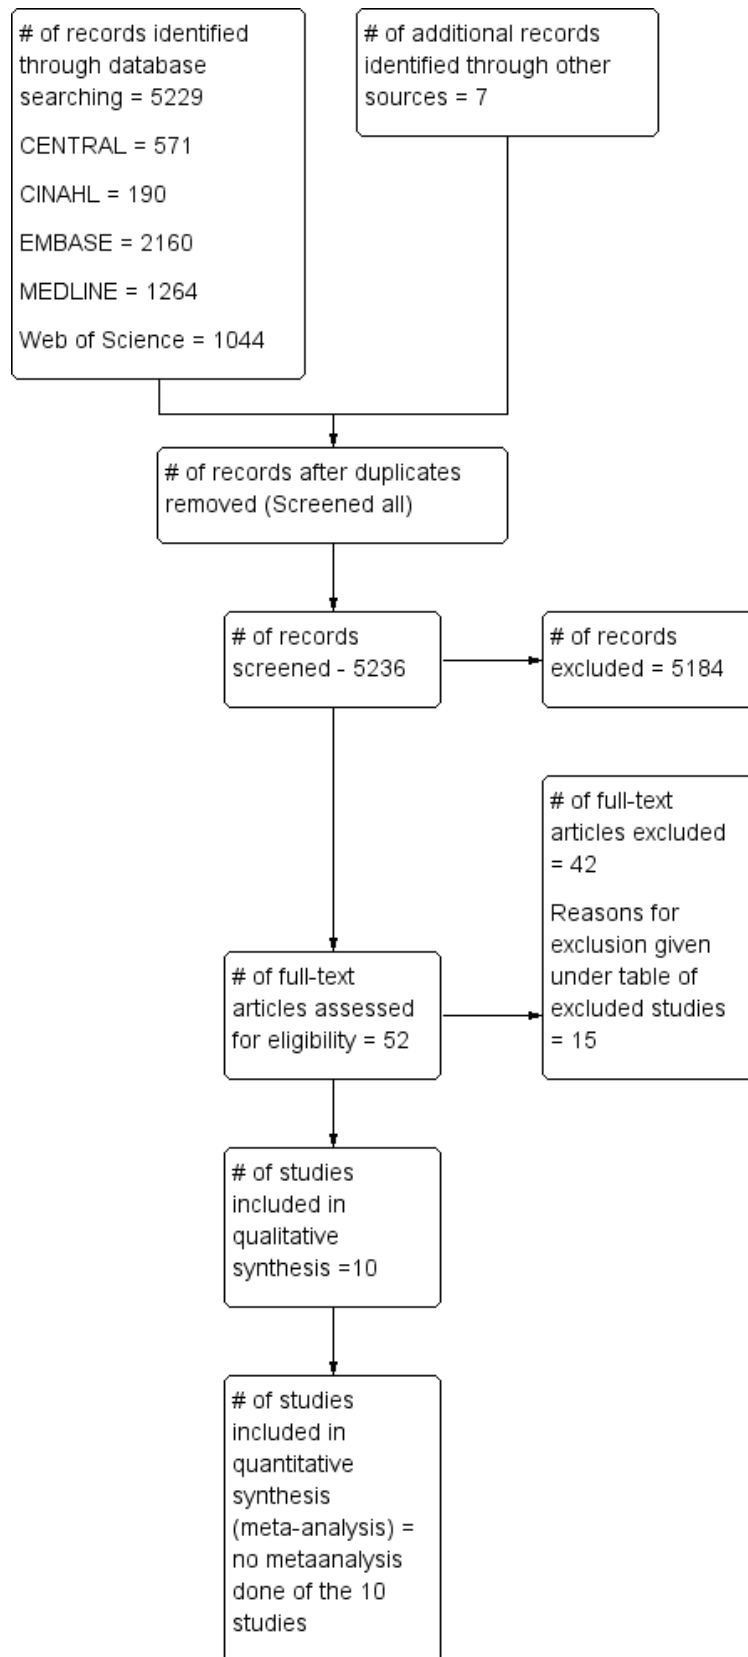 # of records identified
through database
searching = 5229
CENTRAL = 571
CINAHL = 190
EMBASE = 2160
MEDLINE = 1264
Web of Science = 1044
# of additional records
identified through other
sources = 7
# of records after duplicates
removed (Screened all)
# of records
screened - 5236
# of records
excluded = 5184
# of full-text
articles excluded
= 42
Reasons for
exclusion given
under table of
excluded studies
= 15
# of full-text
articles assessed
for eligibility = 52
# of studies
included in
qualitative
synthesis =10
# of studies
included in
quantitative
synthesis
(meta-analysis) =
no metaanalysis
done of the 10
studies